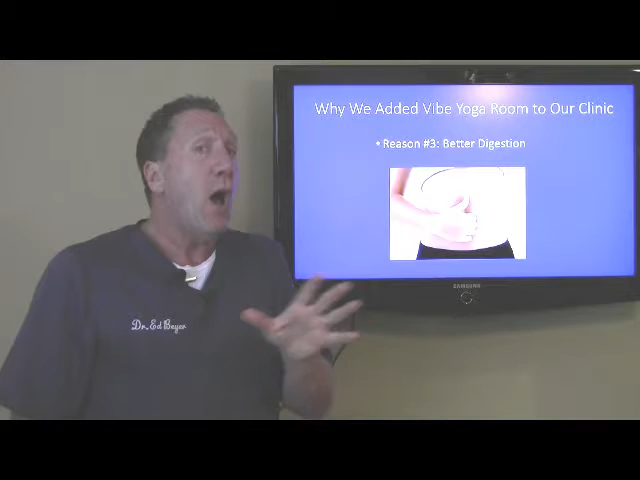 Why We Added Vibe Yoga Room to Our Clinic
• Reason #3: Better Digestion
SAMSUNG
Dr. Ed Beyer